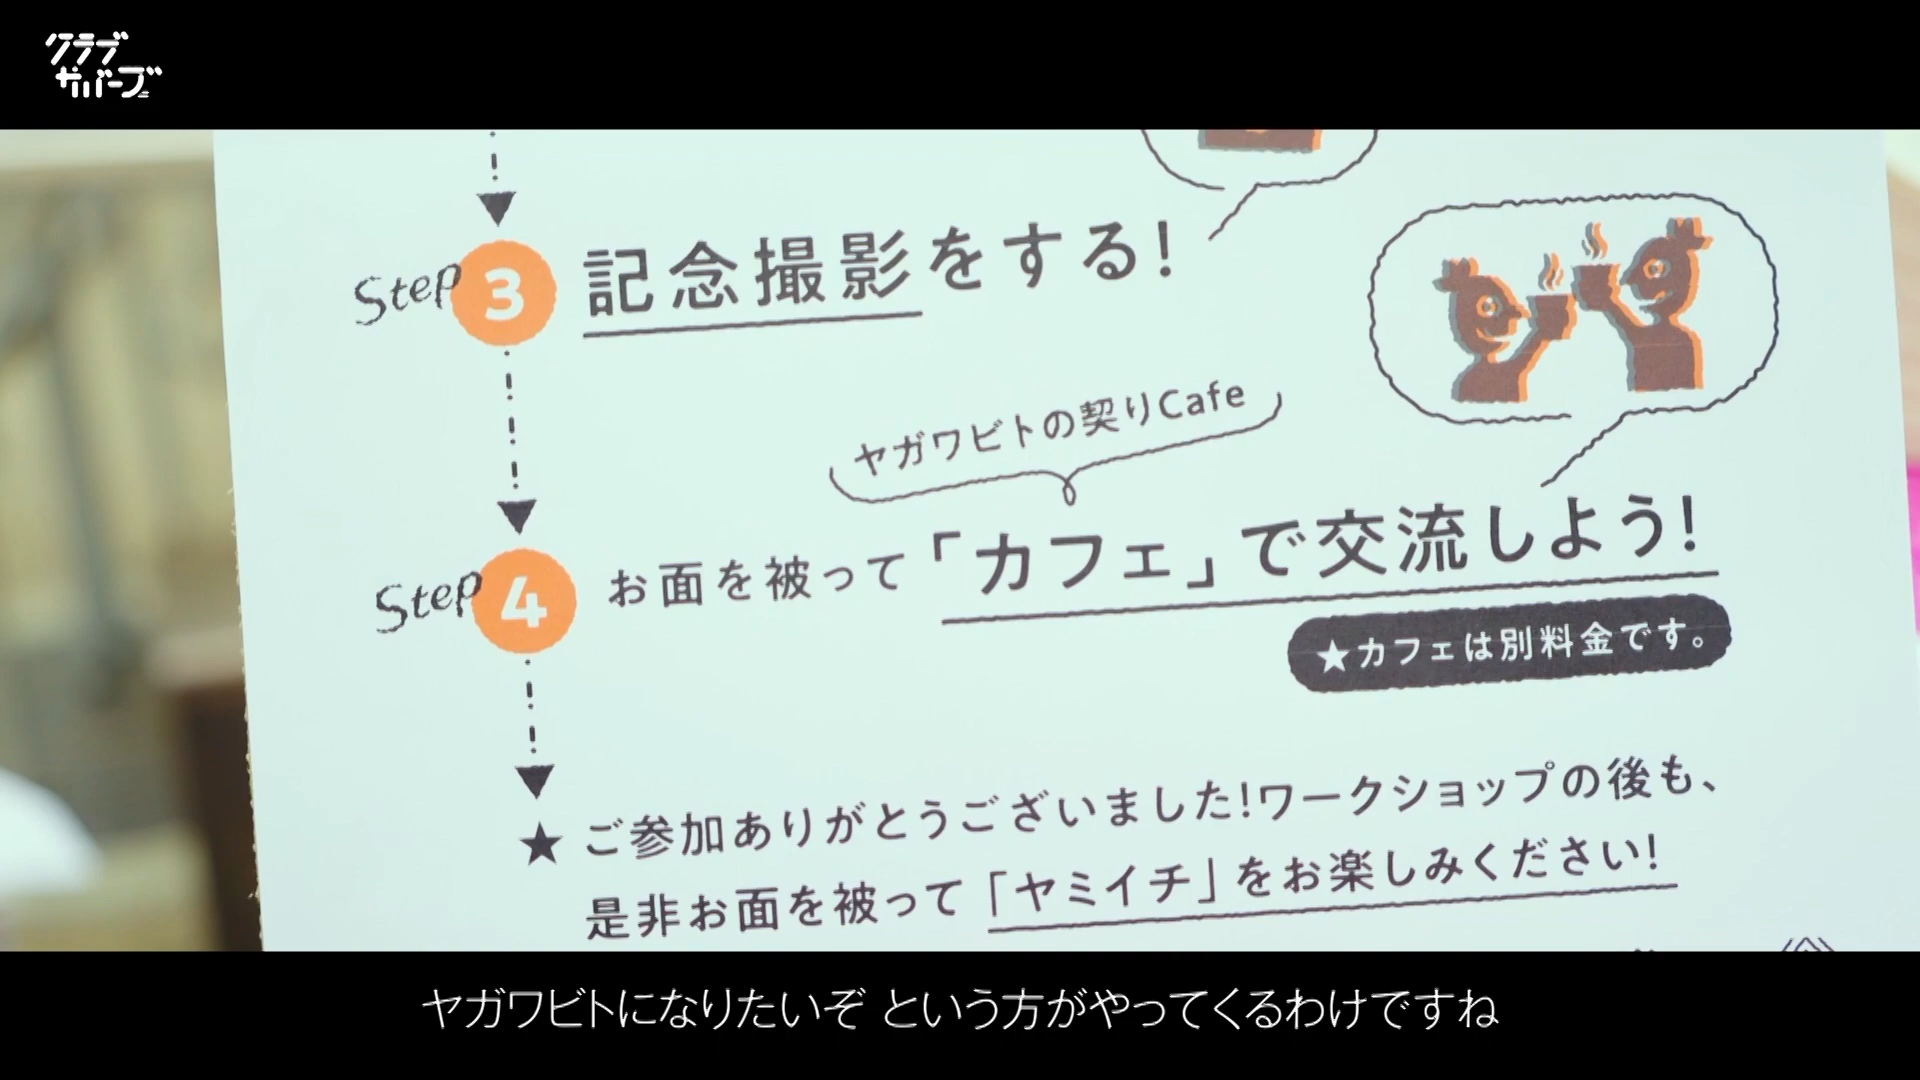 クラブ
サバーブ
Step 3 記念撮影をする!
ヤガワビトの契りCafe
Step 4 お面を被って「カフェ」で交流しよう!
★カフェは別料金です。
★ ご参加ありがとうございました!ワークショップの後も、
是非お面を被って「ヤミイチ」をお楽しみください!
ヤガワビトになりたいぞ という方がやってくるわけですね